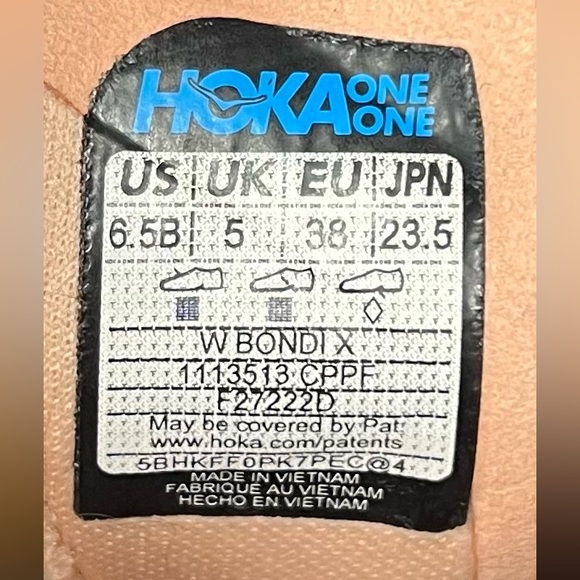 HOKA ONE ONE
US UK EU JPN
6.5B 5 38 23.5
W BONDI X
1113513 CPPF
F27222D
May be covered by Pat.
www.hoka.com/patents
5BHKFF0PK7PEC@4
MADE IN VIETNAM
FABRIQUÉ AU VIETNAM
HECHO EN VIETNAM